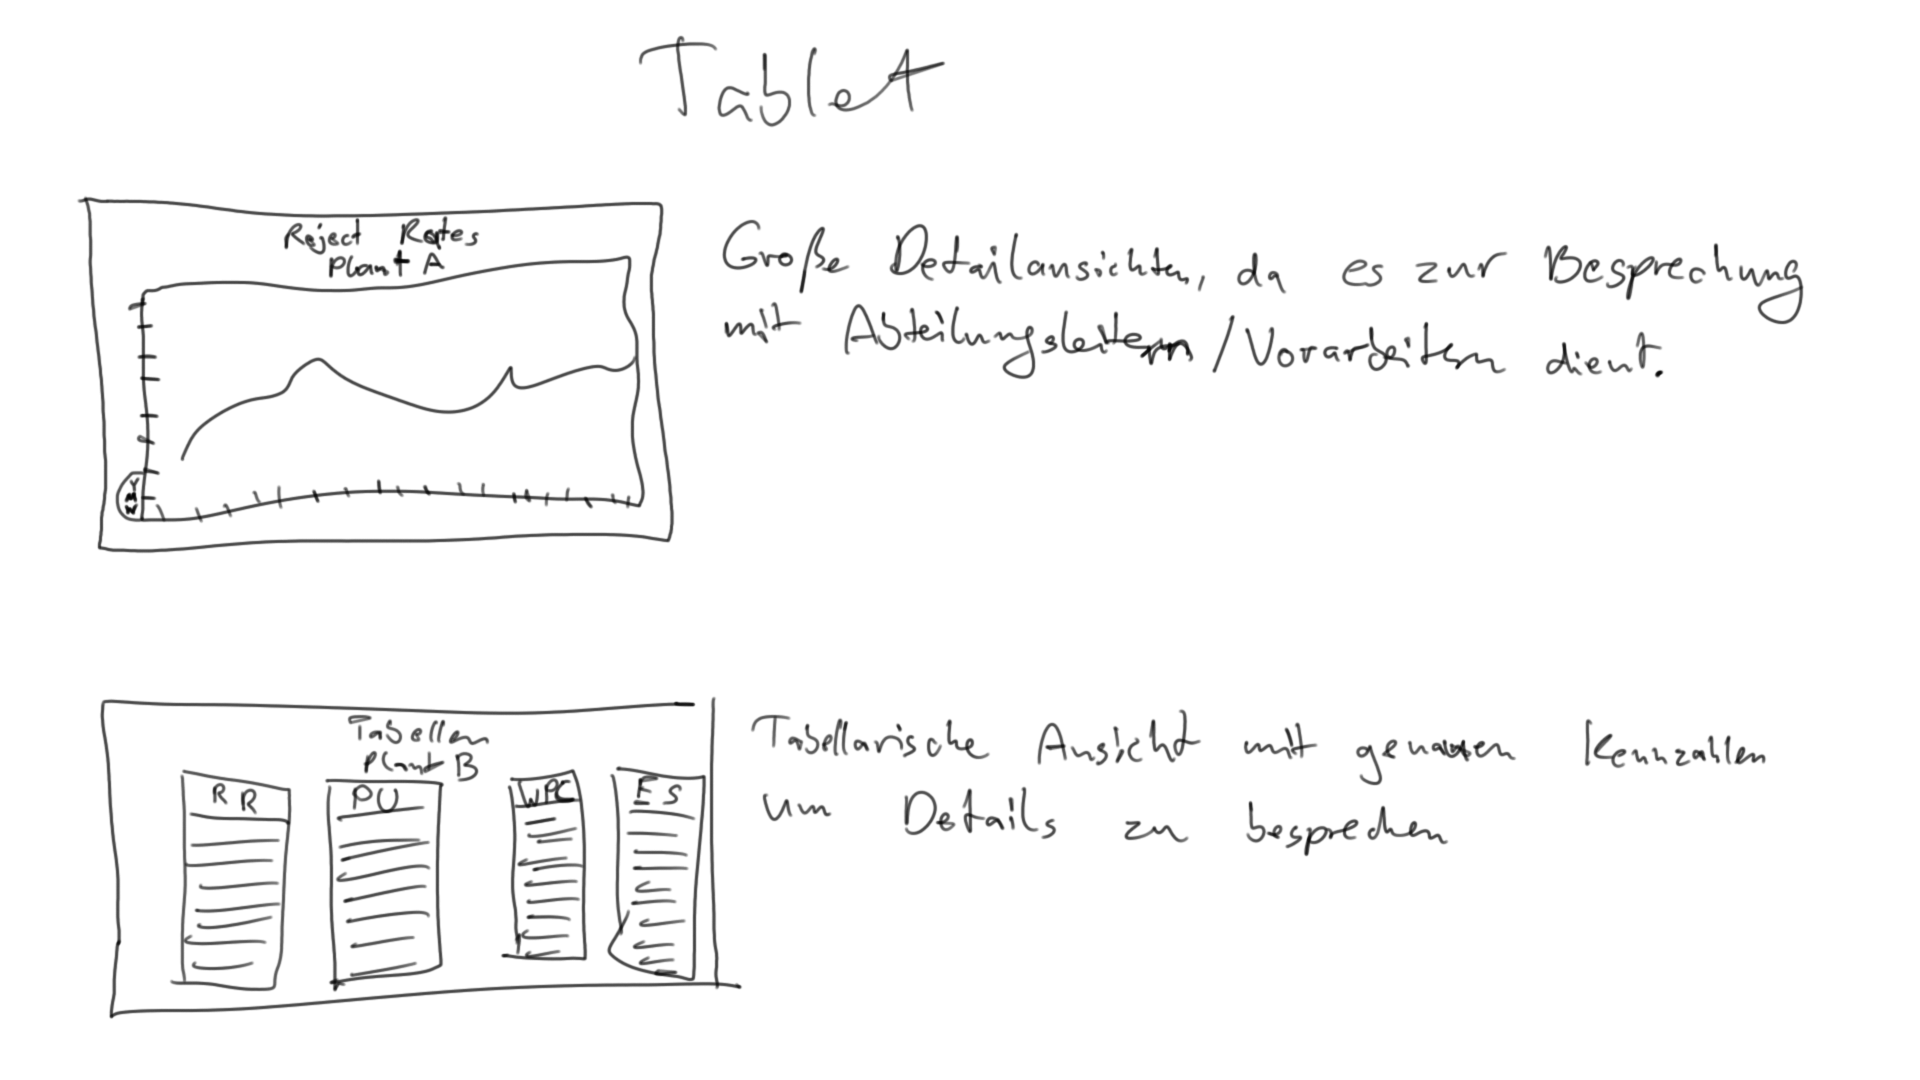 Tablet
Reject Rates
Plant A
Y
M
W
Große Detailansichten, da es zur Besprechung
mit Abteilungsleitern/Vorarbeitern dient.
Tabellen
Plant B
RR
PU
WPC
ES
Tabellarische Ansicht mit genauen Kennzahlen
um Details zu besprechen